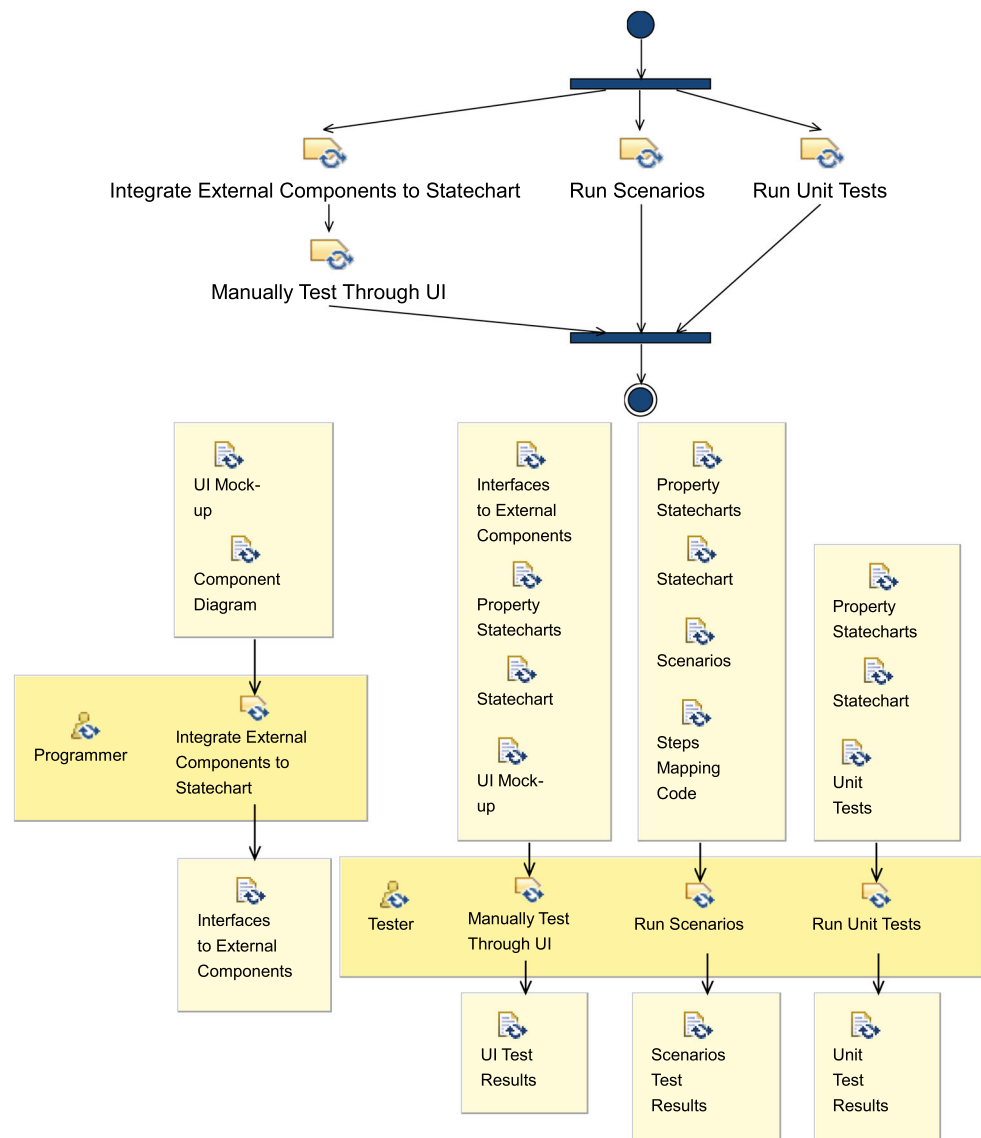 Integrate External Components to Statechart
Run Scenarios
Run Unit Tests
Manually Test Through UI
UI Mock-
up
Component
Diagram
Interfaces
to External
Components
Property
Statecharts
Statechart
UI Mock-
up
Property
Statecharts
Statechart
Scenarios
Steps
Mapping
Code
Property
Statecharts
Statechart
Unit
Tests
Programmer
Integrate External
Components to
Statechart
Interfaces
to External
Components
Tester
Manually Test
Through UI
Run Scenarios
Run Unit Tests
UI Test
Results
Scenarios
Test
Results
Unit
Test
Results